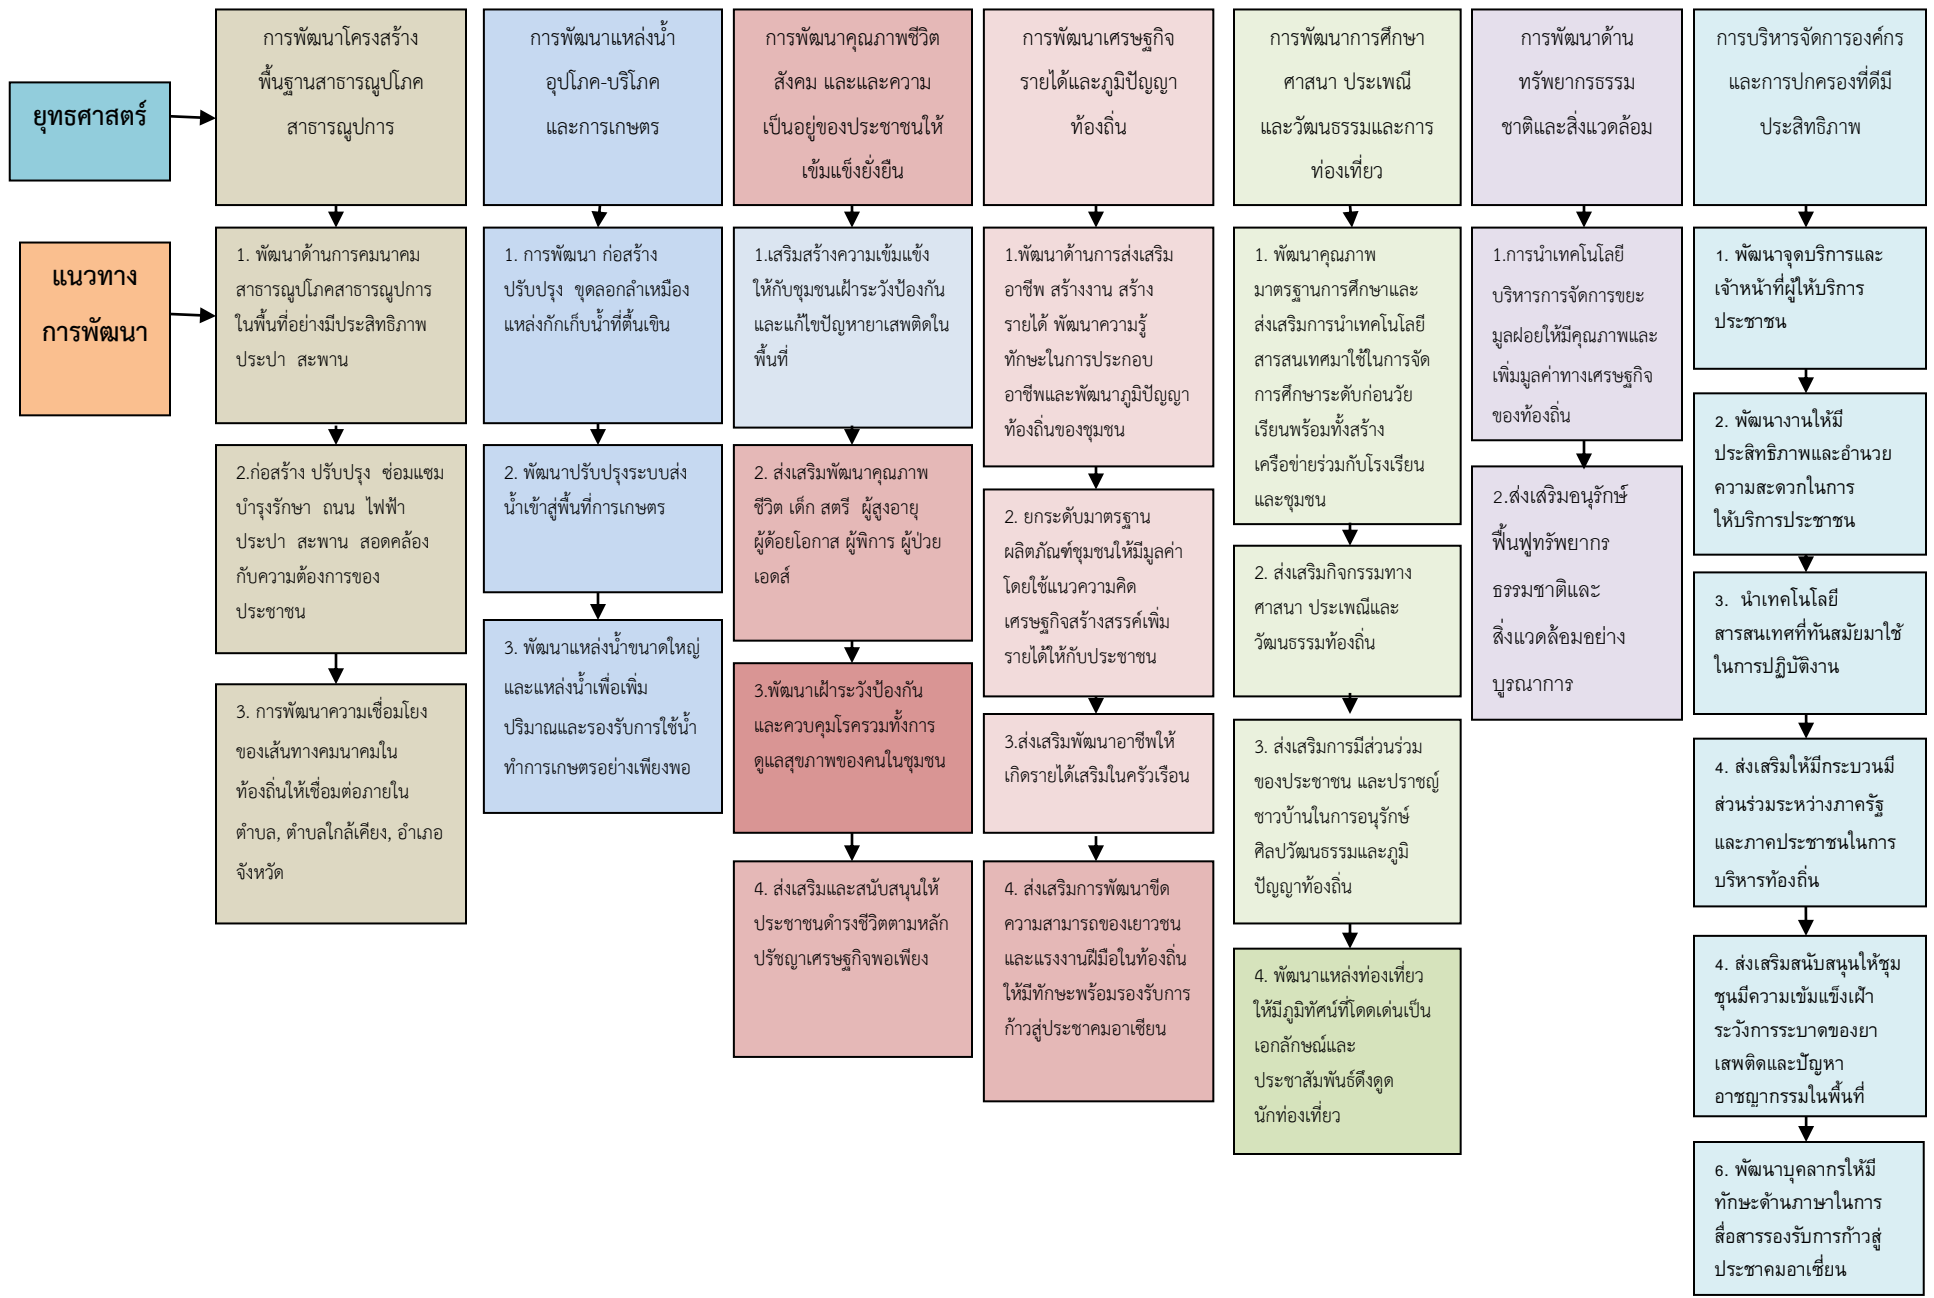 ยุทธศาสตร์
การพัฒนาโครงสร้าง
พื้นฐานสาธารณูปโภค
สาธารณูปการ
การพัฒนาแหล่งน้ำ
อุปโภค-บริโภค
และการเกษตร
การพัฒนาคุณภาพชีวิต
สังคม และและความ
เป็นอยู่ของประชาชนให้
เข้มแข็งยั่งยืน
การพัฒนาเศรษฐกิจ
รายได้และภูมิปัญญา
ท้องถิ่น
การพัฒนาการศึกษา
ศาสนา ประเพณี
และวัฒนธรรมและการ
ท่องเที่ยว
การพัฒนาด้าน
ทรัพยากรธรรม
ชาติและสิ่งแวดล้อม
การบริหารจัดการองค์กร
และการปกครองที่ดีมี
ประสิทธิภาพ
แนวทาง
การพัฒนา
1. พัฒนาด้านการคมนาคม
สาธารณูปโภคสาธารณูปการ
ในพื้นที่อย่างมีประสิทธิภาพ
ประปา สะพาน
2.ก่อสร้าง ปรับปรุง ซ่อมแซม
บำรุงรักษา ถนน ไฟฟ้า
ประปา สะพาน สอดคล้อง
กับความต้องการของ
ประชาชน
3. การพัฒนาความเชื่อมโยง
ของเส้นทางคมนาคมใน
ท้องถิ่นให้เชื่อมต่อภายใน
ตำบล, ตำบลใกล้เคียง, อำเภอ
จังหวัด
1. การพัฒนา ก่อสร้าง
ปรับปรุง ขุดลอกลำเหมือง
แหล่งกักเก็บน้ำที่ตื้นเขิน
2. พัฒนาปรับปรุงระบบส่ง
น้ำเข้าสู่พื้นที่การเกษตร
3. พัฒนาแหล่งน้ำขนาดใหญ่
และแหล่งน้ำเพื่อเพิ่ม
ปริมาณและรองรับการใช้น้ำ
ทำการเกษตรอย่างเพียงพอ
1.เสริมสร้างความเข้มแข้ง
ให้กับชุมชนเฝ้าระวังป้องกัน
และแก้ไขปัญหายาเสพติดใน
พื้นที่
2. ส่งเสริมพัฒนาคุณภาพ
ชีวิต เด็ก สตรี ผู้สูงอายุ
ผู้ด้อยโอกาส ผู้พิการ ผู้ป่วย
เอดส์
3.พัฒนาเฝ้าระวังป้องกัน
และควบคุมโรครวมทั้งการ
ดูแลสุขภาพของคนในชุมชน
4. ส่งเสริมและสนับสนุนให้
ประชาชนดำรงชีวิตตามหลัก
ปรัชญาเศรษฐกิจพอเพียง
1.พัฒนาด้านการส่งเสริม
อาชีพ สร้างงาน สร้าง
รายได้ พัฒนาความรู้
ทักษะในการประกอบ
อาชีพและพัฒนาภูมิปัญญา
ท้องถิ่นของชุมชน
2. ยกระดับมาตรฐาน
ผลิตภัณฑ์ชุมชนให้มีมูลค่า
โดยใช้แนวความคิด
เศรษฐกิจสร้างสรรค์เพิ่ม
รายได้ให้กับประชาชน
3.ส่งเสริมพัฒนาอาชีพให้
เกิดรายได้เสริมในครัวเรือน
4. ส่งเสริมการพัฒนาขีด
ความสามารถของเยาวชน
และแรงงานฝีมือในท้องถิ่น
ให้มีทักษะพร้อมรองรับการ
ก้าวสู่ประชาคมอาเซียน
1. พัฒนาคุณภาพ
มาตรฐานการศึกษาและ
ส่งเสริมการนำเทคโนโลยี
สารสนเทศมาใช้ในการจัด
การศึกษาระดับก่อนวัย
เรียนพร้อมทั้งสร้าง
เครือข่ายร่วมกับโรงเรียน
และชุมชน
2. ส่งเสริมกิจกรรมทาง
ศาสนา ประเพณีและ
วัฒนธรรมท้องถิ่น
3. ส่งเสริมการมีส่วนร่วม
ของประชาชน และปราชญ์
ชาวบ้านในการอนุรักษ์
ศิลปวัฒนธรรมและภูมิ
ปัญญาท้องถิ่น
4. พัฒนาแหล่งท่องเที่ยว
ให้มีภูมิทัศน์ที่โดดเด่นเป็น
เอกลักษณ์และ
ประชาสัมพันธ์ดึงดูด
นักท่องเที่ยว
1.การนำเทคโนโลยี
บริหารการจัดการขยะ
มูลฝอยให้มีคุณภาพและ
เพิ่มมูลค่าทางเศรษฐกิจ
ของท้องถิ่น
2.ส่งเสริมอนุรักษ์
ฟื้นฟูทรัพยากร
ธรรมชาติและ
สิ่งแวดล้อมอย่าง
บูรณาการ
1. พัฒนาจุดบริการและ
เจ้าหน้าที่ผู้ให้บริการ
ประชาชน
2. พัฒนางานให้มี
ประสิทธิภาพและอำนวย
ความสะดวกในการ
ให้บริการประชาชน
3. นำเทคโนโลยี
สารสนเทศที่ทันสมัยมาใช้
ในการปฏิบัติงาน
4. ส่งเสริมให้มีกระบวนมี
ส่วนร่วมระหว่างภาครัฐ
และภาคประชาชนในการ
บริหารท้องถิ่น
4. ส่งเสริมสนับสนุนให้ชุม
ชุนมีความเข้มแข็งเฝ้า
ระวังการระบาดของยา
เสพติดและปัญหา
อาชญากรรมในพื้นที่
6. พัฒนาบุคลากรให้มี
ทักษะด้านภาษาในการ
สื่อสารรองรับการก้าวสู่
ประชาคมอาเซี่ยน